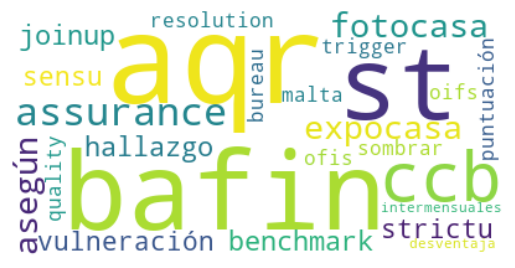 resolution
joinup
aqr
fotocasa
trigger
st
sensu
bureau
malta
oifs
puntuación
assurance
expocasa
hallazgo
ofis
sombrar
asegún
quality
bafin
ccb
intermensuales
vulneración
benchmark
strictu
desventaja